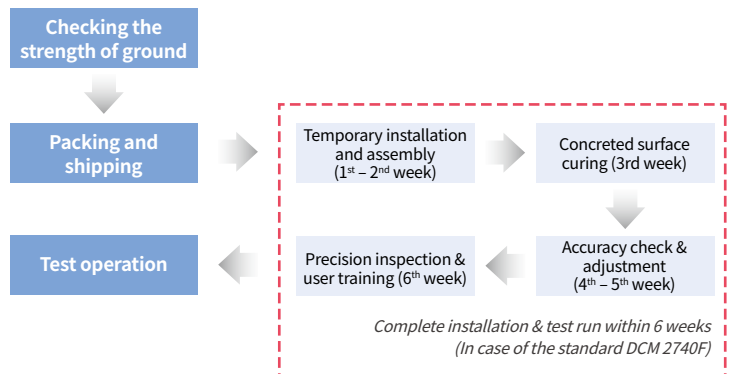 Checking the
strength of ground
Packing and
shipping
Temporary installation
and assembly
(1st – 2nd week)
Concreted surface
curing (3rd week)
Accuracy check &
adjustment
(4th – 5th week)
Precision inspection &
user training (6th week)
Test operation
Complete installation & test run within 6 weeks
(In case of the standard DCM 2740F)